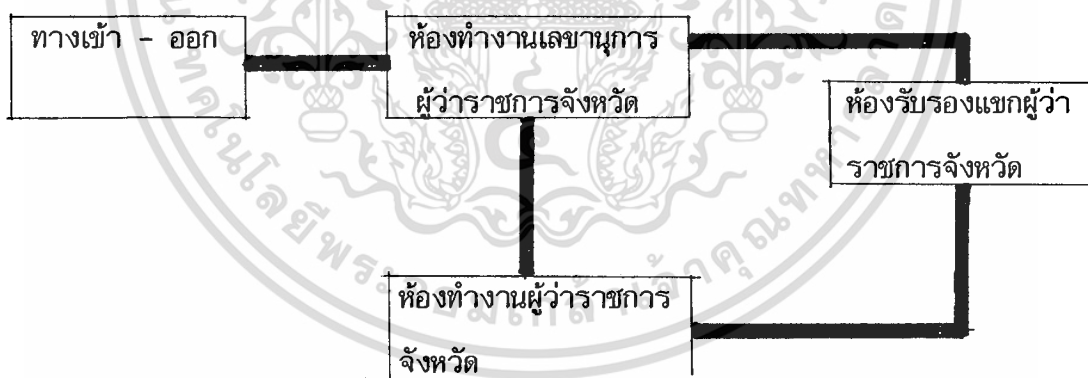 ทางเข้า - ออก
ห้องทำงานเลขานุการ
ผู้ว่าราชการจังหวัด
ห้องรับรองแขกผู้ว่า
ราชการจังหวัด
ห้องทำงานผู้ว่าราชการ
จังหวัด